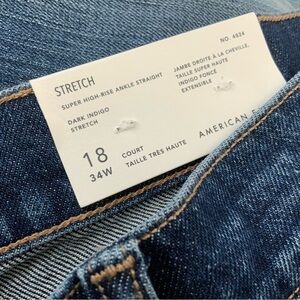 STRETCH
SUPER HIGH-RISE ANKLE STRAIGHT
DARK INDIGO
STRETCH
NO. 4624
JAMBE DROITE À LA CHEVILLE,
TAILLE SUPER HAUTE
INDIGO FONCÉ
EXTENSIBLE
18
34W
COURT
TAILLE TRÈS HAUTE
AMERICAN